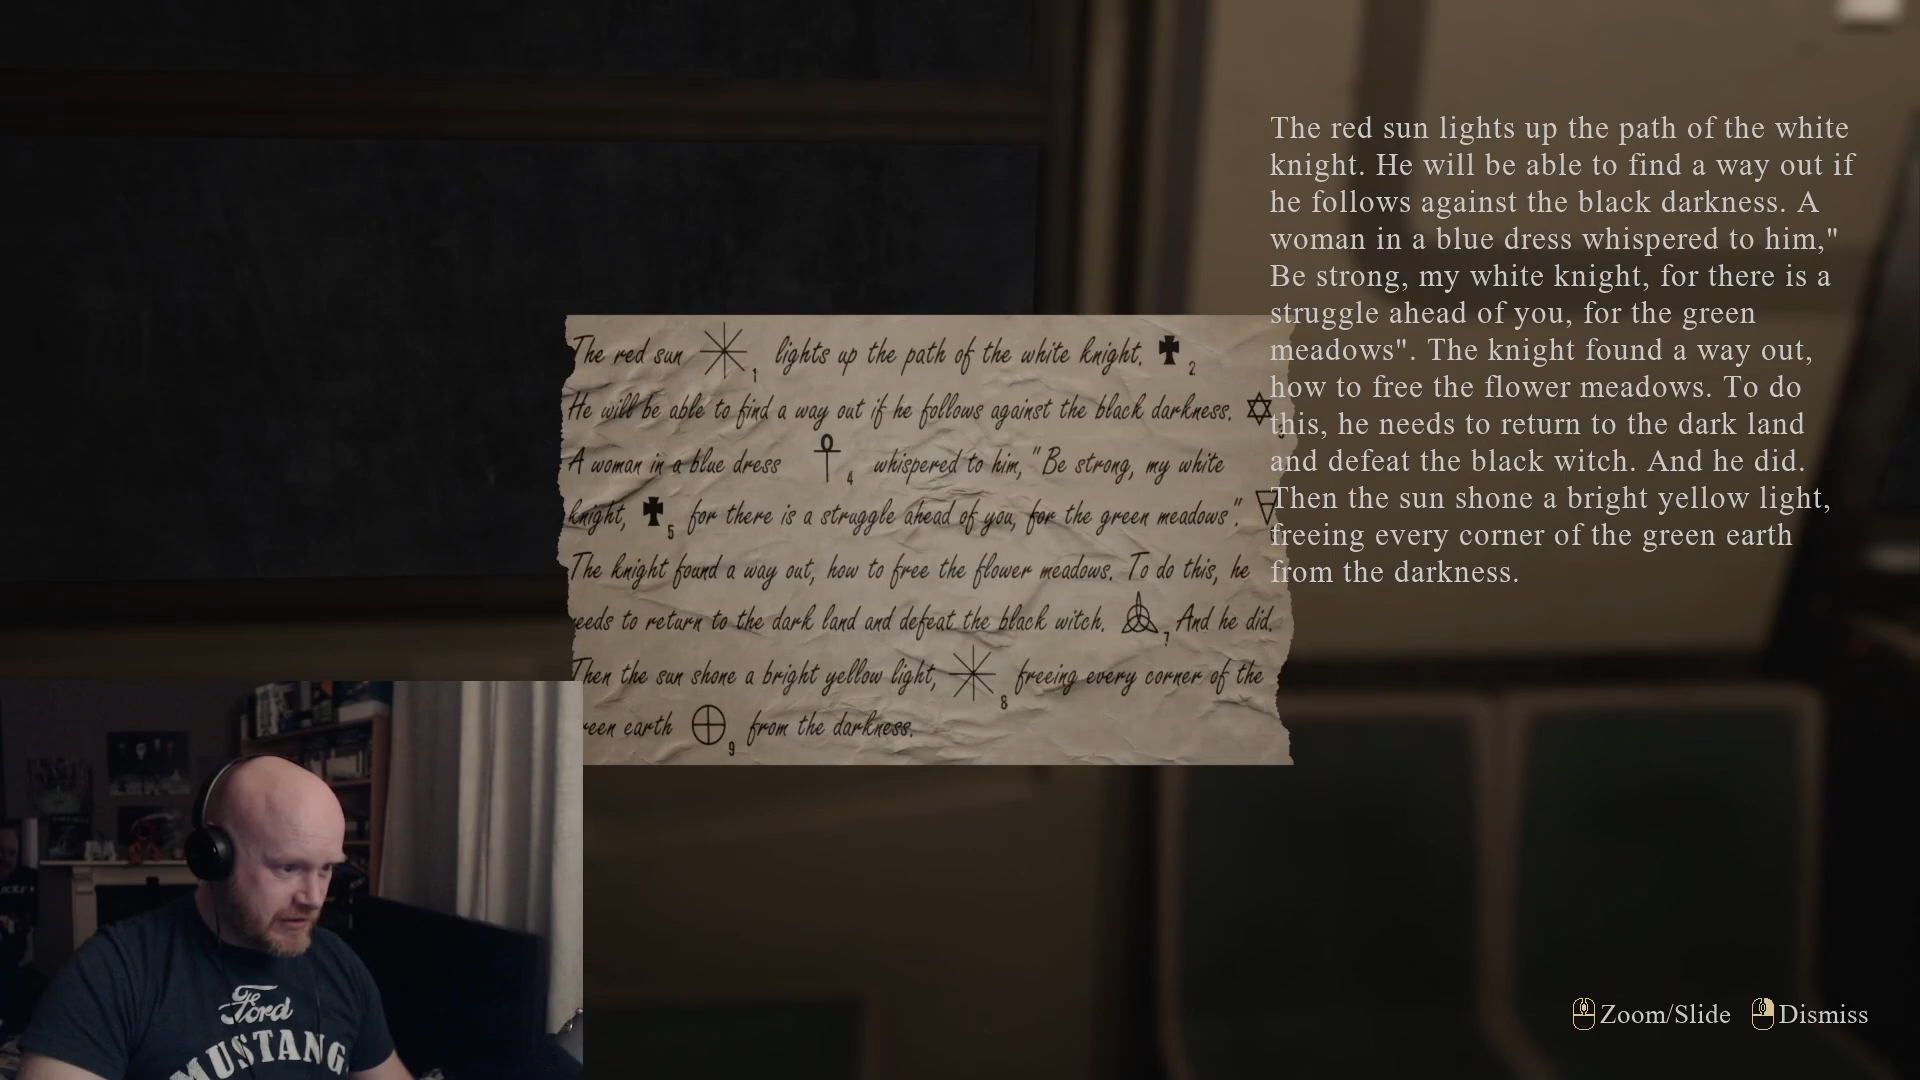 The red sun 1 lights up the path of the white knight. 2
He will be able to find a way out if he follows against the black darkness.
A woman in a blue dress 4 whispered to him, "Be strong, my white
knight, 5 for there is a struggle ahead of you, for the green meadows".
The knight found a way out, how to free the flower meadows. To do this, he
eeds to return to the dark land and defeat the black witch. 7 And he did.
Then the sun shone a bright yellow light, 8 freeing every corner of the
reen earth 9 from the darkness.
The red sun lights up the path of the white
knight. He will be able to find a way out if
he follows against the black darkness. A
woman in a blue dress whispered to him,"
Be strong, my white knight, for there is a
struggle ahead of you, for the green
meadows". The knight found a way out,
how to free the flower meadows. To do
this, he needs to return to the dark land
and defeat the black witch. And he did.
Then the sun shone a bright yellow light,
freeing every corner of the green earth
from the darkness.
Ford
MUSTANG
Zoom/Slide Dismiss